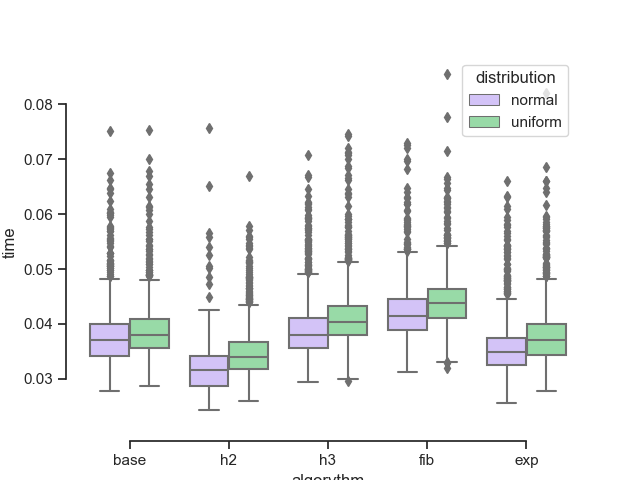 distribution
normal
uniform
0.08
0.07
0.06
0.05
0.04
0.03
time
base h2 h3 fib exp
algorythm